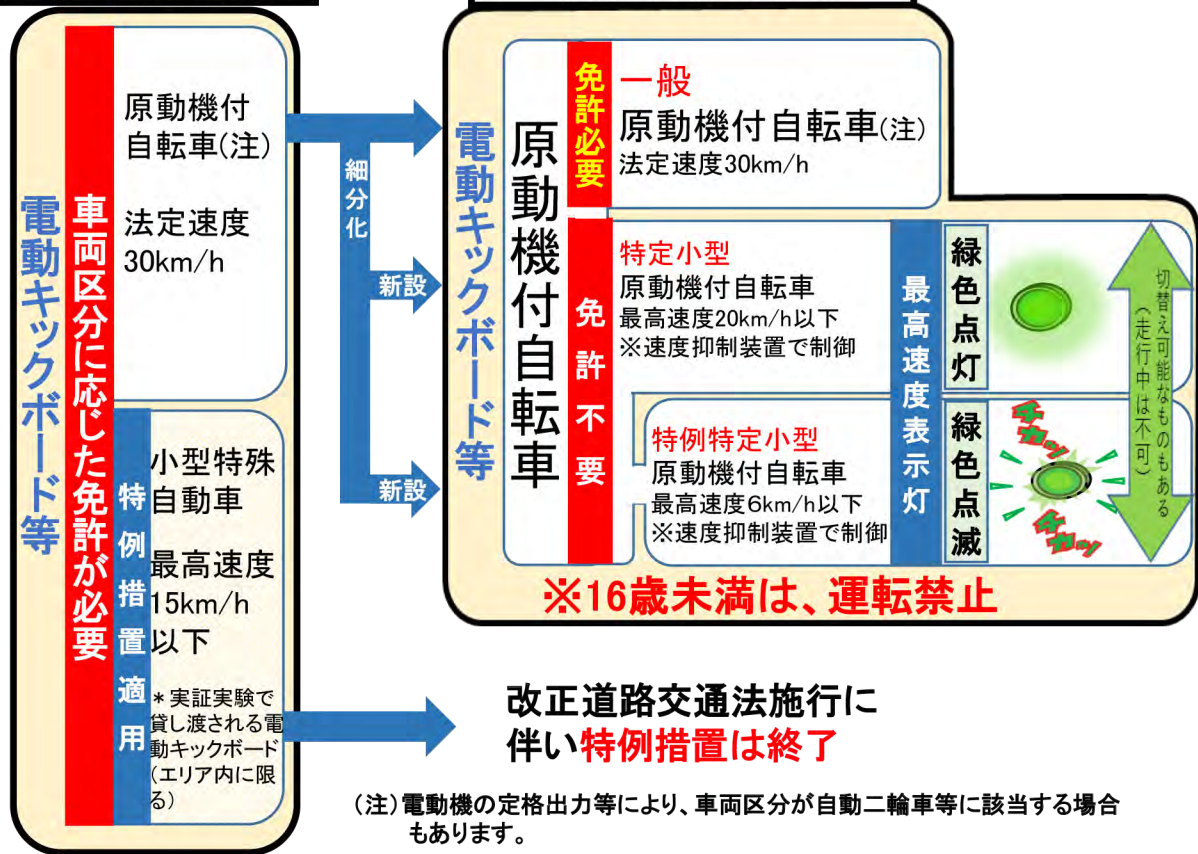 電動キックボード等
車両区分に応じた免許が必要
原動機付
自転車(注)
法定速度
30km/h
特例措置適用
小型特殊
自動車
最高速度
15km/h
以下
*実証実験で
貸し渡される電
動キックボード
(エリア内に限
る)
細分化
新設
新設
電動キックボード等
原動機付自転車
免許必要
一般
原動機付自転車(注)
法定速度30km/h
免許不要
特定小型
原動機付自転車
最高速度20km/h以下
※速度抑制装置で制御
特例特定小型
原動機付自転車
最高速度6km/h以下
※速度抑制装置で制御
最高速度表示灯
緑色点灯
緑色点滅
チカッ
チカッ
切替え可能なものもある
(走行中は不可)
※16歳未満は、運転禁止
改正道路交通法施行に
伴い特例措置は終了
(注)電動機の定格出力等により、車両区分が自動二輪車等に該当する場合
もあります。